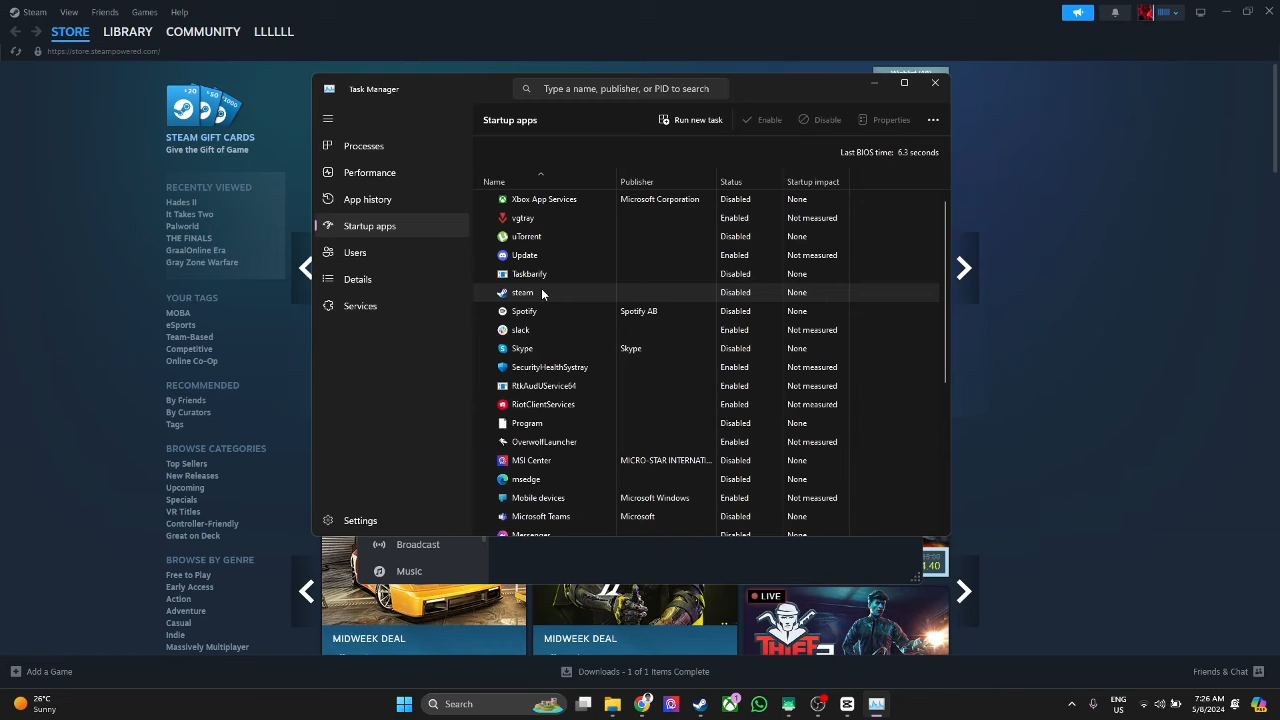 Steam View Friends Games Help
STORE LIBRARY COMMUNITY LLLLLL
https://store.steampowered.com/
STEAM GIFT CARDS
Give the Gift of Game
RECENTLY VIEWED
Hades II
It Takes Two
Palworld
THE FINALS
GraalOnline Era
Gray Zone Warfare
YOUR TAGS
MOBA
eSports
Team-Based
Competitive
Online Co-Op
RECOMMENDED
By Friends
By Curators
Tags
BROWSE CATEGORIES
Top Sellers
New Releases
Upcoming
Specials
VR Titles
Controller-Friendly
Great on Deck
BROWSE BY GENRE
Free to Play
Early Access
Action
Adventure
Casual
Indie
Massively Multiplayer
+20 +50 1000
Task Manager
Type a name, publisher, or PID to search
Processes
Performance
App history
Startup apps
Users
Details
Services
Settings
Startup apps Run new task Enable Disable Properties
Last BIOS time: 6.3 seconds
Name Publisher Status Startup impact
Xbox App Services Microsoft Corporation Disabled None
vgtray Enabled Not measured
uTorrent Disabled None
Update Enabled Not measured
Taskbarify Disabled None
steam Disabled None
Spotify Spotify AB Disabled None
slack Enabled Not measured
Skype Skype Disabled None
SecurityHealthSystray Enabled Not measured
RtkAudUService64 Enabled Not measured
RiotClientServices Enabled Not measured
Program Disabled None
OverwolfLauncher Enabled Not measured
MSI Center MICRO-STAR INTERNATI... Disabled None
msedge Disabled None
Mobile devices Microsoft Windows Enabled Not measured
Microsoft Teams Microsoft Disabled None
Messenger Disabled None
Broadcast
Music
4.40
MIDWEEK DEAL
MIDWEEK DEAL
LIVE
THIEF
Add a Game
Downloads - 1 of 1 Items Complete
Friends & Chat
26°C
Sunny
Search
ENG
US
7:26 AM
5/8/2024